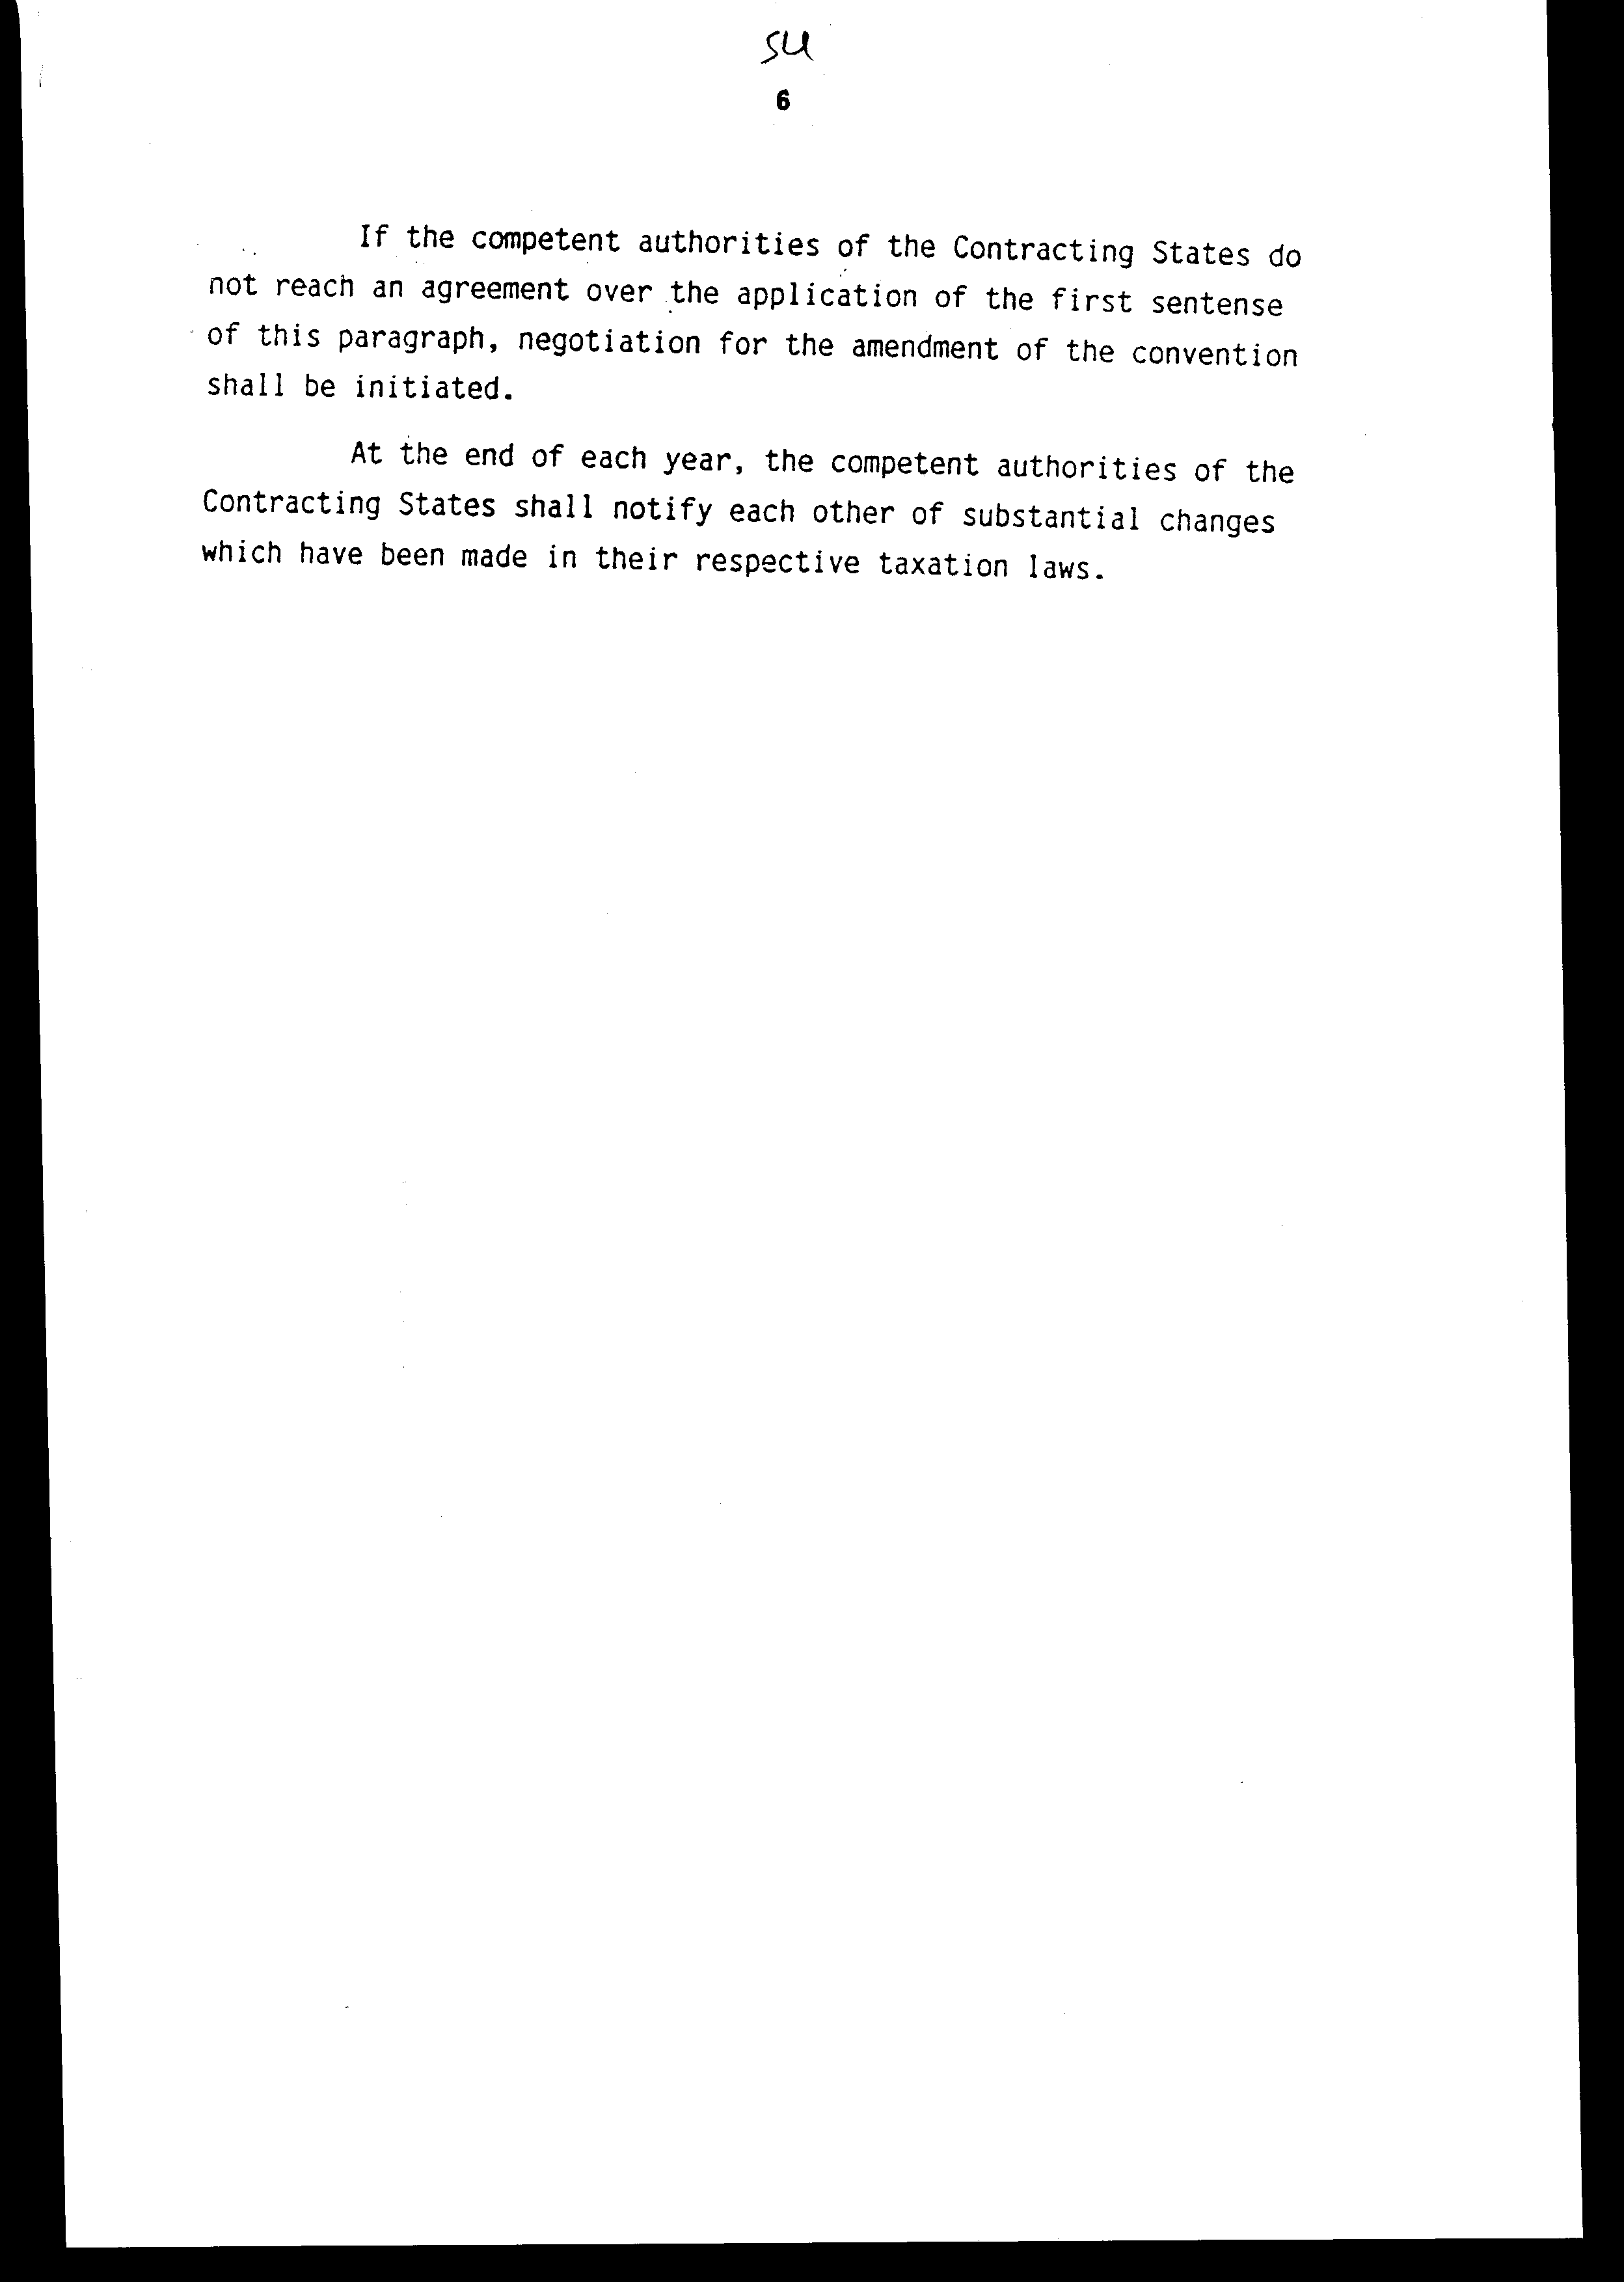 SU
6
If the competent authorities of the Contracting States do
not reach an agreement over the application of the first sentense
of this paragraph, negotiation for the amendment of the convention
shall be initiated.
At the end of each year, the competent authorities of the
Contracting States shall notify each other of substantial changes
which have been made in their respective taxation laws.